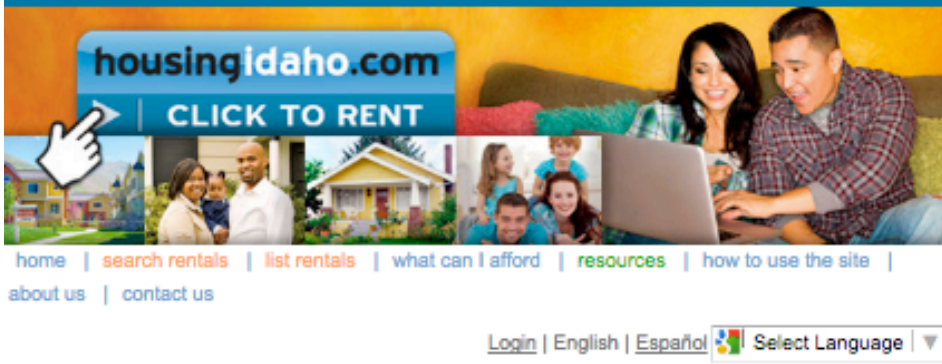 housingidaho.com
CLICK TO RENT
home | search rentals | list rentals | what can I afford | resources | how to use the site |
about us | contact us
Login | English | Español Select Language | ▼